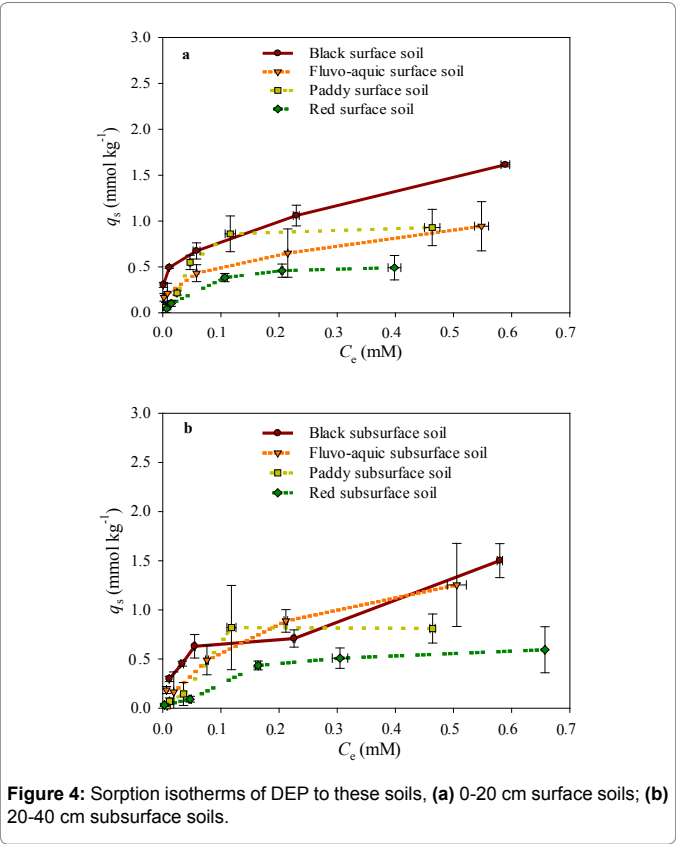 a
Black surface soil
Fluvo-aquic surface soil
Paddy surface soil
Red surface soil
3.0
2.5
2.0
1.5
1.0
0.5
0.0
qs (mmol kg-1)
0.0 0.1 0.2 0.3 0.4 0.5 0.6 0.7
Ce (mM)
b
Black subsurface soil
Fluvo-aquic subsurface soil
Paddy subsurface soil
Red subsurface soil
3.0
2.5
2.0
1.5
1.0
0.5
0.0
qs (mmol kg-1)
0.0 0.1 0.2 0.3 0.4 0.5 0.6 0.7
Ce (mM)
Figure 4: Sorption isotherms of DEP to these soils, (a) 0-20 cm surface soils; (b)
20-40 cm subsurface soils.